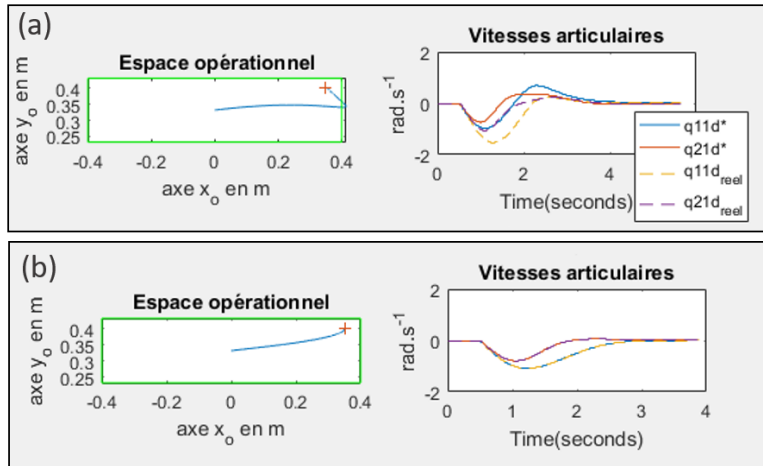 (a)
Espace opérationnel
axe yₒ en m
0.4
0.35
0.3
0.25
-0.4
-0.2
0
0.2
0.4
axe xₒ en m
Vitesses articulaires
rad.s⁻¹
2
0
-2
0
2
4
Time(seconds)
q11d*
q21d*
q11d_reel
q21d_reel
(b)
Espace opérationnel
axe yₒ en m
0.4
0.35
0.3
0.25
-0.4
-0.2
0
0.2
0.4
axe xₒ en m
Vitesses articulaires
rad.s⁻¹
2
0
-2
0
1
2
3
4
Time(seconds)